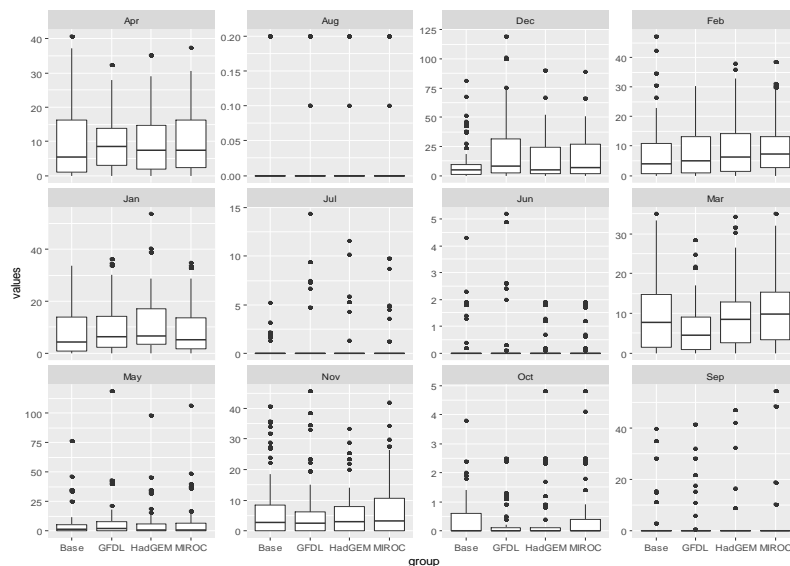 Apr Aug Dec Feb
40 30 20 10 0
0.20 0.15 0.10 0.05 0.00
125 100 75 50 25 0
40 30 20 10 0
Jan Jul Jun Mar
40 20 0
15 10 5 0
5 4 3 2 1 0
30 20 10 0
values
May Nov Oct Sep
100 75 50 25 0
40 30 20 10 0
5 4 3 2 1 0
40 20 0
Base GFDL HadGEM MIROC Base GFDL HadGEM MIROC Base GFDL HadGEM MIROC Base GFDL HadGEM MIROC
group